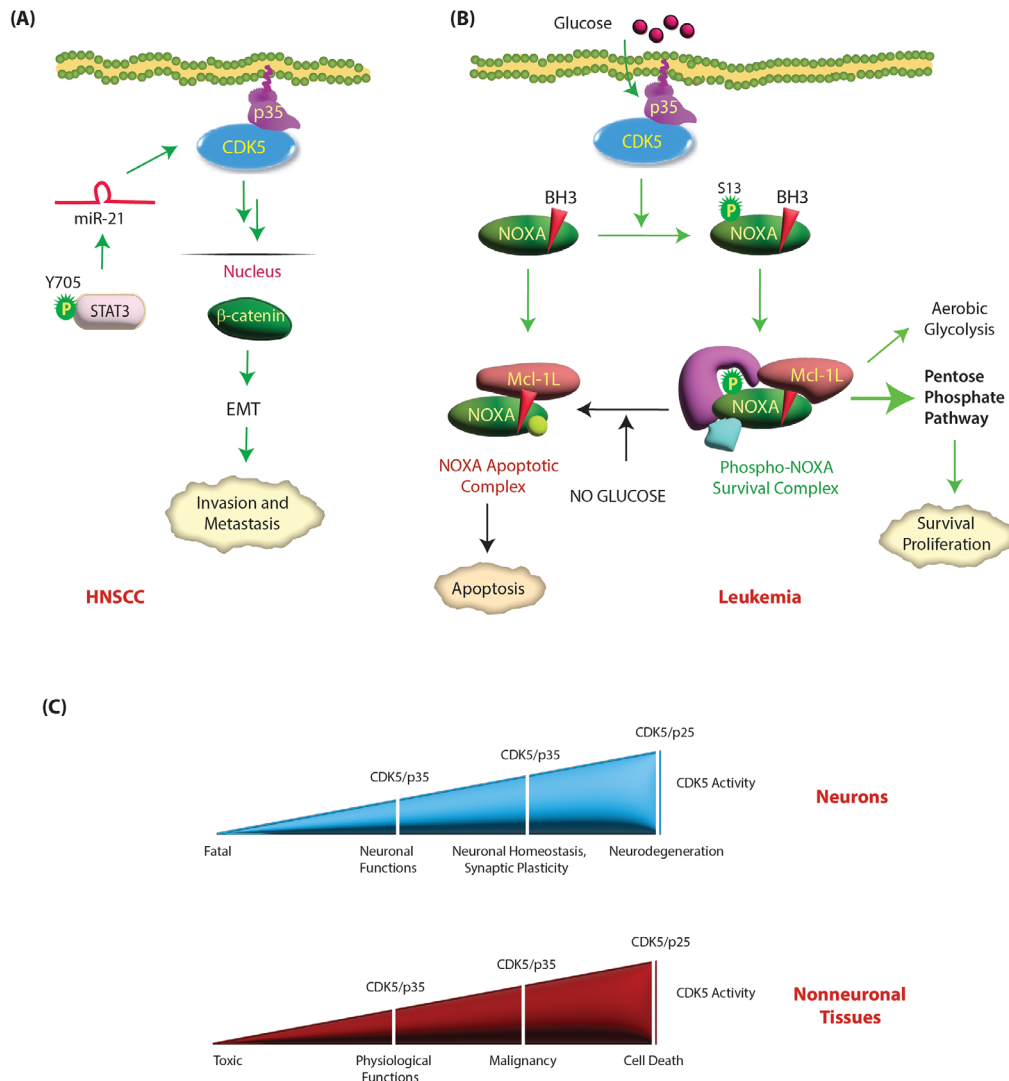 (A)
p35
CDK5
miR-21
Y705
P
STAT3
Nucleus
β-catenin
EMT
Invasion and
Metastasis
HNSCC
(B)
Glucose
p35
CDK5
BH3
NOXA
S13
P
BH3
NOXA
Mcl-1L
NOXA
NOXA Apoptotic
Complex
NO GLUCOSE
P
Mcl-1L
NOXA
Phospho-NOXA
Survival Complex
Aerobic
Glycolysis
Pentose
Phosphate
Pathway
Survival
Proliferation
Apoptosis
Leukemia
(C)
CDK5/p35
CDK5/p35
CDK5/p25
CDK5 Activity
Neurons
Fatal
Neuronal
Functions
Neuronal Homeostasis,
Synaptic Plasticity
Neurodegeneration
CDK5/p35
CDK5/p35
CDK5/p25
CDK5 Activity
Nonneuronal
Tissues
Toxic
Physiological
Functions
Malignancy
Cell Death